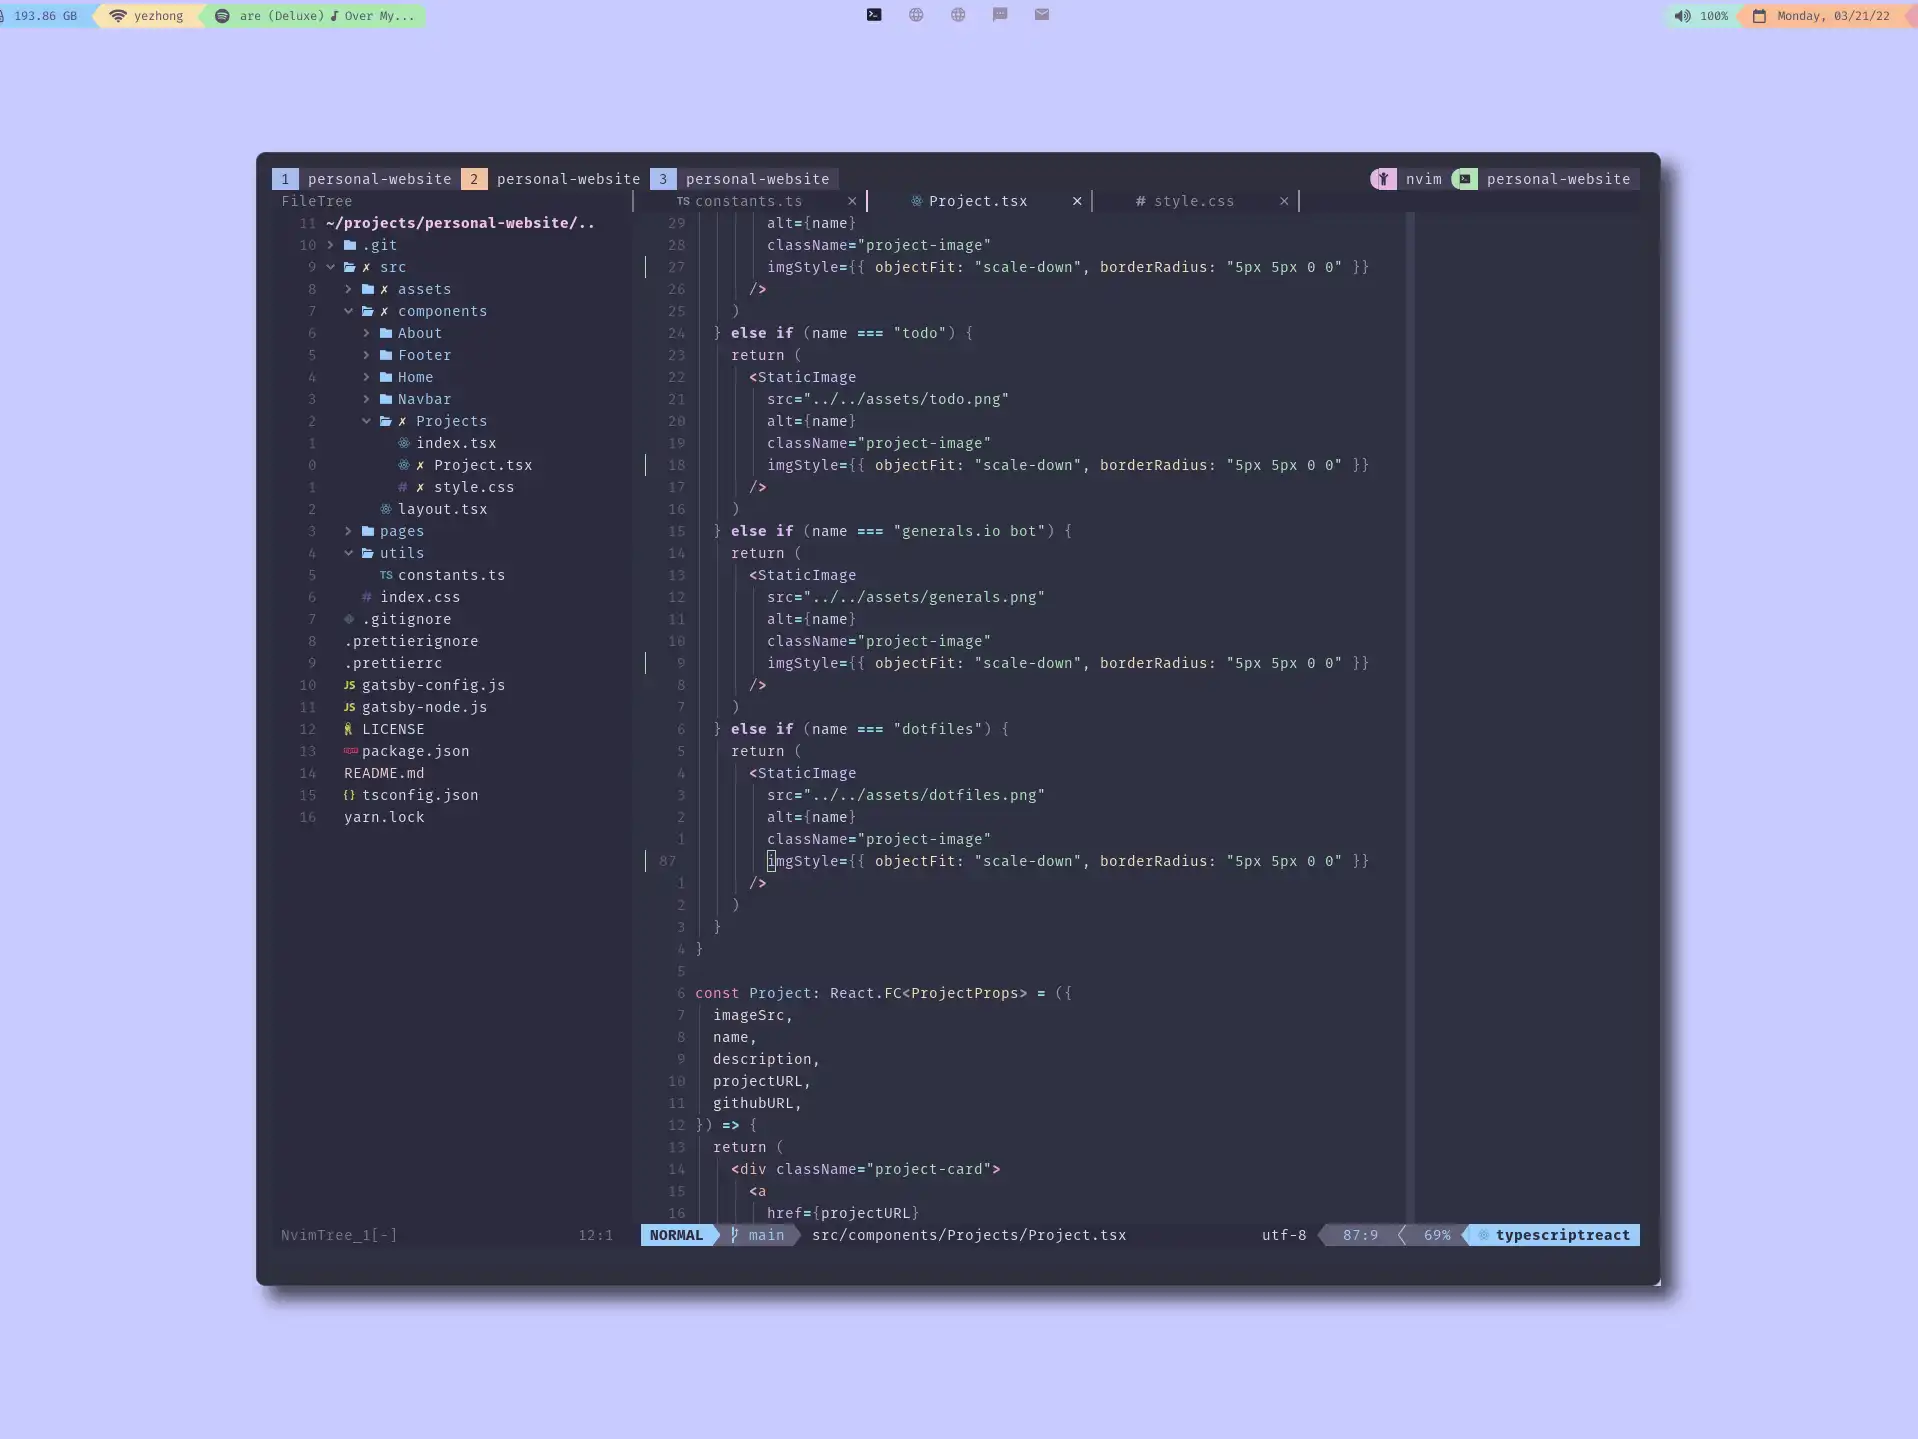 193.86 GB yezhong are (Deluxe) Over My... 100% Monday, 03/21/22
1 personal-website 2 personal-website 3 personal-website nvim personal-website
FileTree TS constants.ts × Project.tsx × # style.css ×
11 ~/projects/personal-website/..
10 > .git
9 ✗ src
8 > ✗ assets
7 ✗ components
6 > About
5 > Footer
4 > Home
3 > Navbar
2 ✗ Projects
1 index.tsx
0 ✗ Project.tsx
1 # ✗ style.css
2 layout.tsx
3 > pages
4 utils
5 TS constants.ts
6 # index.css
7 .gitignore
8 .prettierignore
9 .prettierrc
10 JS gatsby-config.js
11 JS gatsby-node.js
12 LICENSE
13 package.json
14 README.md
15 {} tsconfig.json
16 yarn.lock
29 alt={name}
28 className="project-image"
27 imgStyle={{ objectFit: "scale-down", borderRadius: "5px 5px 0 0" }}
26 />
25 )
24 } else if (name === "todo") {
23 return (
22 <StaticImage
21 src="../../assets/todo.png"
20 alt={name}
19 className="project-image"
18 imgStyle={{ objectFit: "scale-down", borderRadius: "5px 5px 0 0" }}
17 />
16 )
15 } else if (name === "generals.io bot") {
14 return (
13 <StaticImage
12 src="../../assets/generals.png"
11 alt={name}
10 className="project-image"
9 imgStyle={{ objectFit: "scale-down", borderRadius: "5px 5px 0 0" }}
8 />
7 )
6 } else if (name === "dotfiles") {
5 return (
4 <StaticImage
3 src="../../assets/dotfiles.png"
2 alt={name}
1 className="project-image"
87 imgStyle={{ objectFit: "scale-down", borderRadius: "5px 5px 0 0" }}
1 />
2 )
3 }
4 }
5
6 const Project: React.FC<ProjectProps> = ({
7 imageSrc,
8 name,
9 description,
10 projectURL,
11 githubURL,
12 }) => {
13 return (
14 <div className="project-card">
15 <a
16 href={projectURL}
NvimTree_1[-] 12:1 NORMAL main src/components/Projects/Project.tsx utf-8 87:9 69% typescriptreact